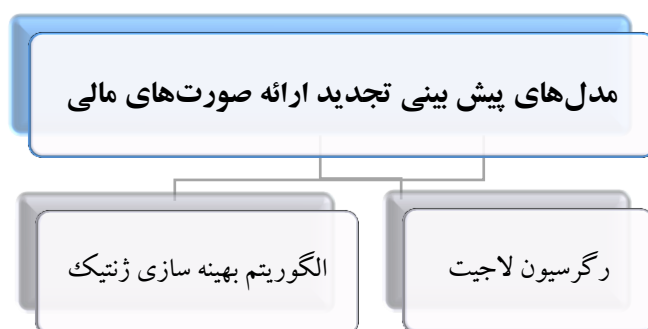 مدل‌های پیش بینی تجدید ارائه صورت‌های مالی
رگرسیون لاجیت
الگوریتم بهینه سازی ژنتیک